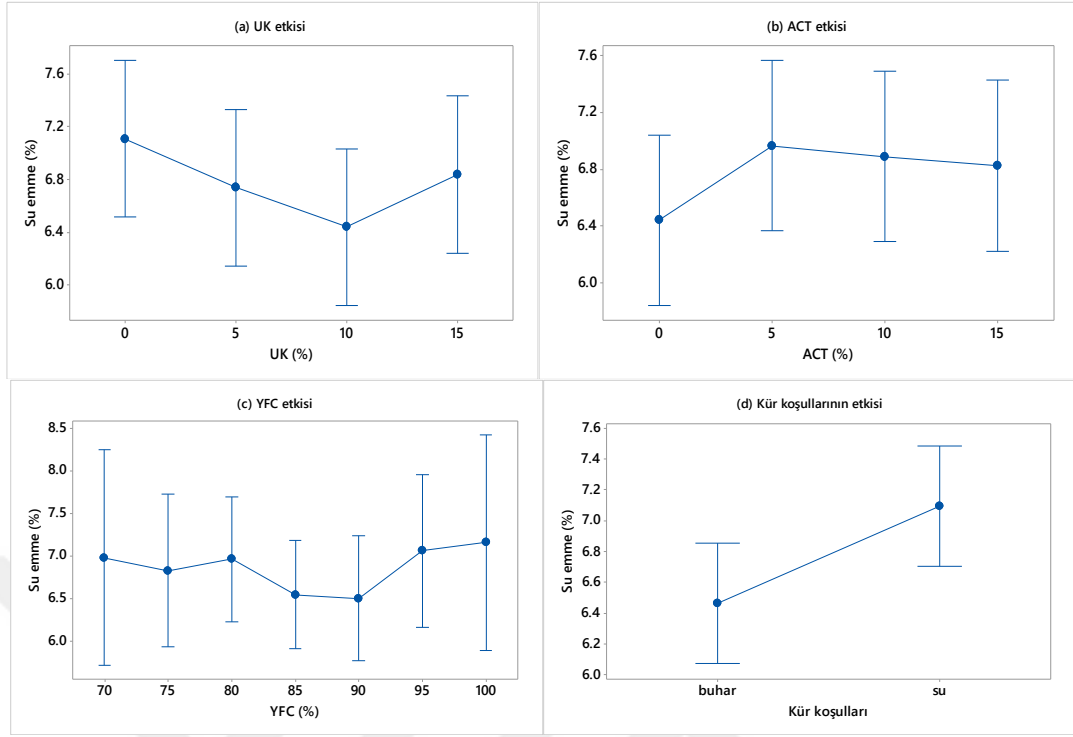 (a) UK etkisi
Su emme (%)
7.6
7.2
6.8
6.4
6.0
0 5 10 15
UK (%)
(b) ACT etkisi
Su emme (%)
7.6
7.2
6.8
6.4
6.0
0 5 10 15
ACT (%)
(c) YFC etkisi
Su emme (%)
8.5
8.0
7.5
7.0
6.5
6.0
70 75 80 85 90 95 100
YFC (%)
(d) Kür koşullarının etkisi
Su emme (%)
7.6
7.4
7.2
7.0
6.8
6.6
6.4
6.2
6.0
buhar su
Kür koşulları